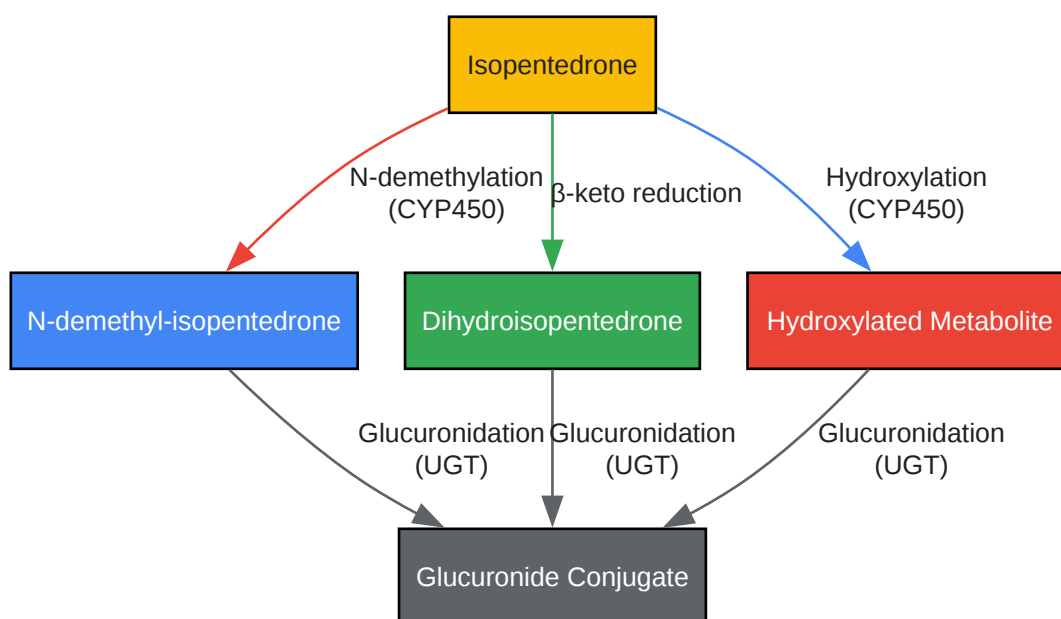 Isopentedrone
N-demethylation
(CYP450)
β-keto reduction
Hydroxylation
(CYP450)
N-demethyl-isopentedrone
Dihydroisopentedrone
Hydroxylated Metabolite
Glucuronidation
(UGT)
Glucuronidation
(UGT)
Glucuronidation
(UGT)
Glucuronide Conjugate